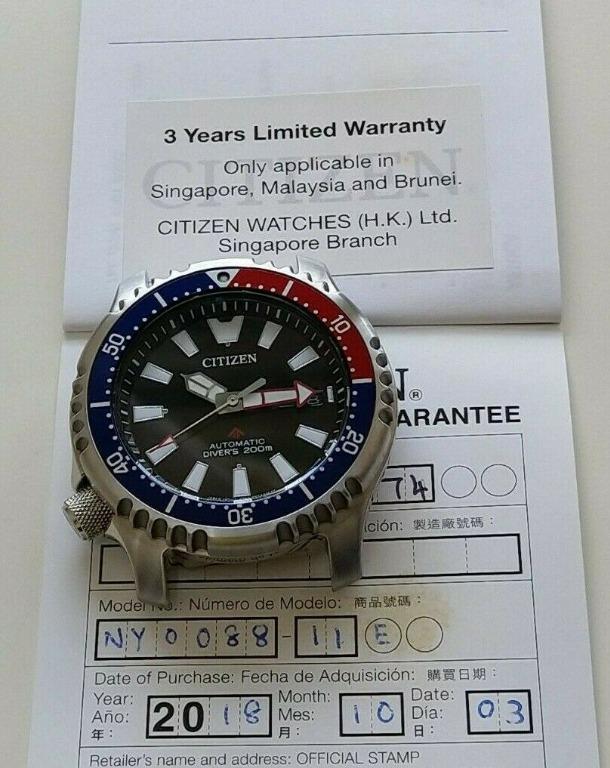 3 Years Limited Warranty
Only applicable in
Singapore, Malaysia and Brunei.
CITIZEN WATCHES (H.K.) Ltd.
Singapore Branch
CITIZEN
10
20
30
40
50
CITIZEN
AUTOMATIC
DIVER'S 200m
N®
ARANTEE
74
ción: 製造廠號碼:
Model No.: Número de Modelo: 商品號碼:
NY0088-11E
Date of Purchase: Fecha de Adquisición: 購買日期:
Year: Month: Date:
Año: 2018 Mes: 10 Día: 03
年: 月: 日:
Retailer's name and address: OFFICIAL STAMP